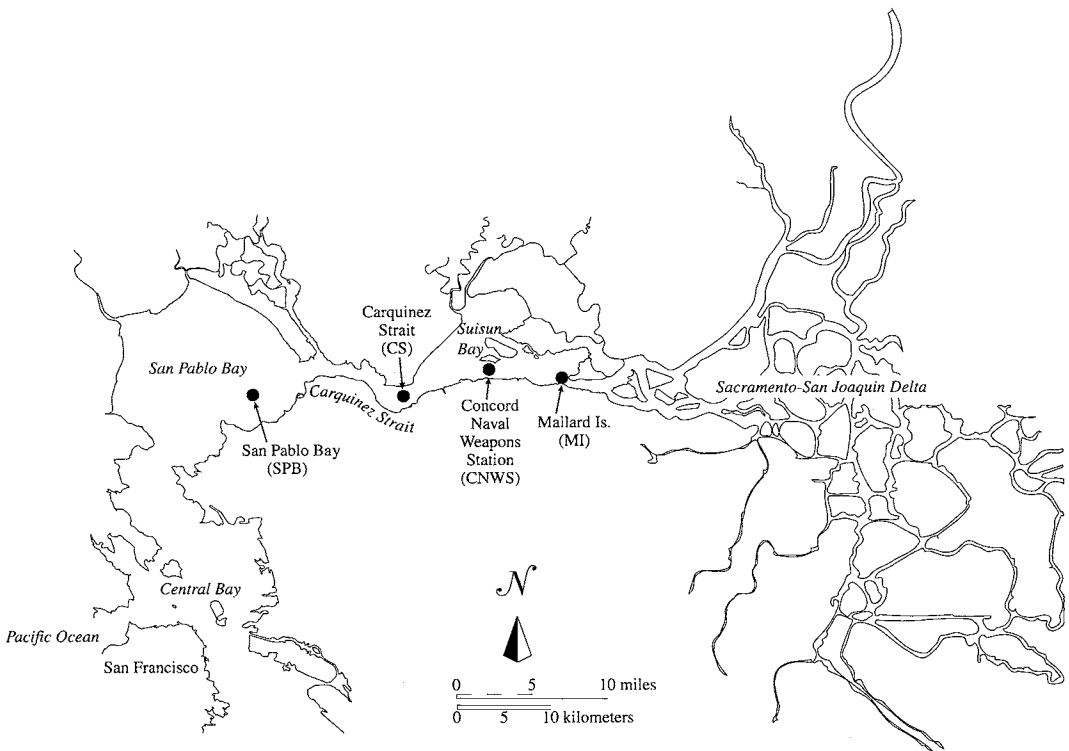 Carquinez
Strait
(CS)
Suisun
Bay
San Pablo Bay
Carquinez Strait
Sacramento-San Joaquin Delta
San Pablo Bay
(SPB)
Concord
Naval
Weapons
Station
(CNWS)
Mallard Is.
(MI)
Central Bay
Pacific Ocean
San Francisco
N
0 5 10 miles
0 5 10 kilometers